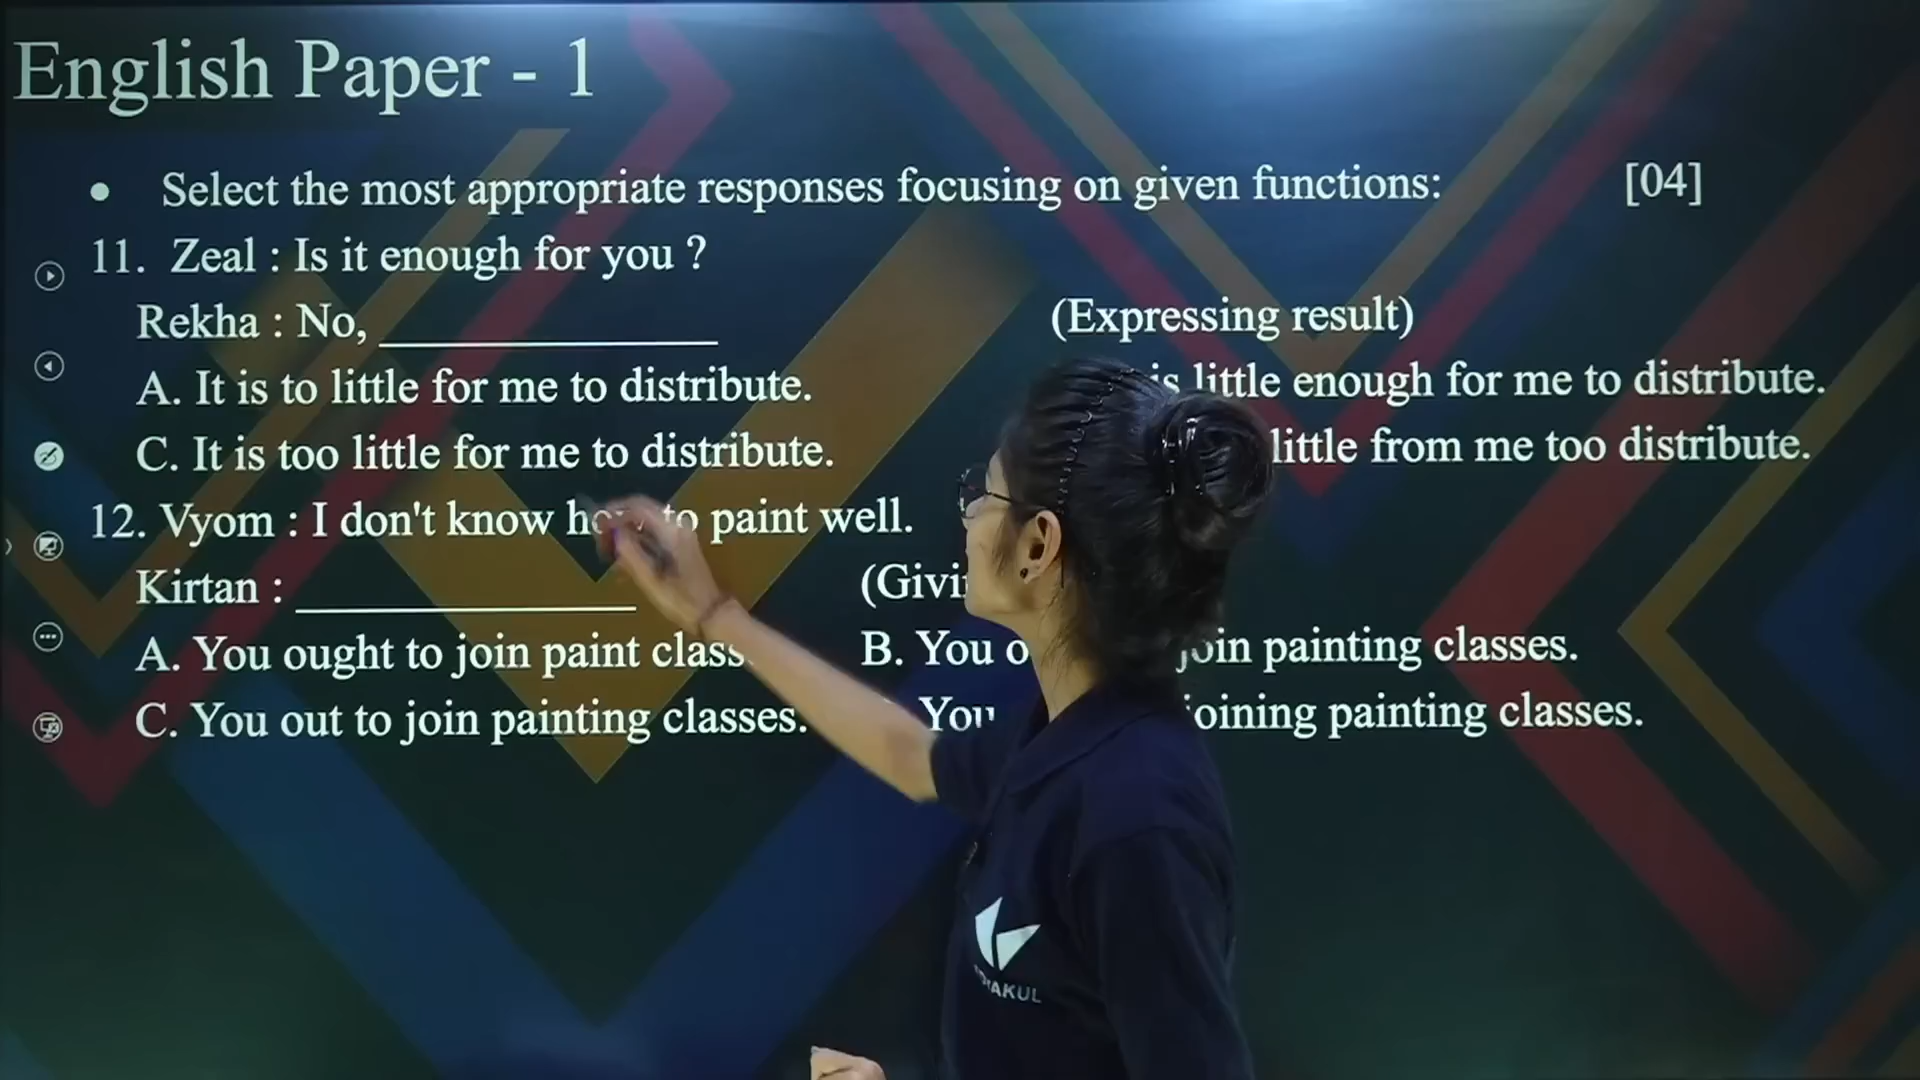 English Paper - 1
• Select the most appropriate responses focusing on given functions: [04]
11. Zeal : Is it enough for you ?
Rekha : No, ____________ (Expressing result)
A. It is to little for me to distribute. is little enough for me to distribute.
C. It is too little for me to distribute. little from me too distribute.
12. Vyom : I don't know to paint well.
Kirtan : ____________
A. You ought to join paint B. You join painting classes.
C. You out to join painting classes. You joining painting classes.